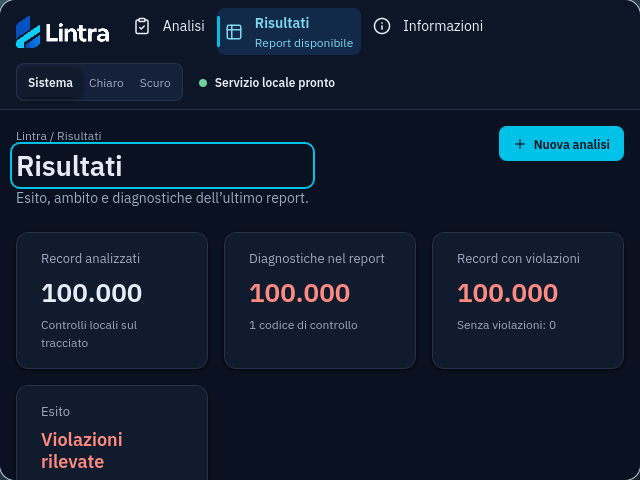 Lintra
Analisi
Risultati
Report disponibile
Informazioni
Sistema
Chiaro
Scuro
Servizio locale pronto
Lintra / Risultati
Risultati
Esito, ambito e diagnostiche dell’ultimo report.
Nuova analisi
Record analizzati
100.000
Controlli locali sul
tracciato
Diagnostiche nel report
100.000
1 codice di controllo
Record con violazioni
100.000
Senza violazioni: 0
Esito
Violazioni
rilevate